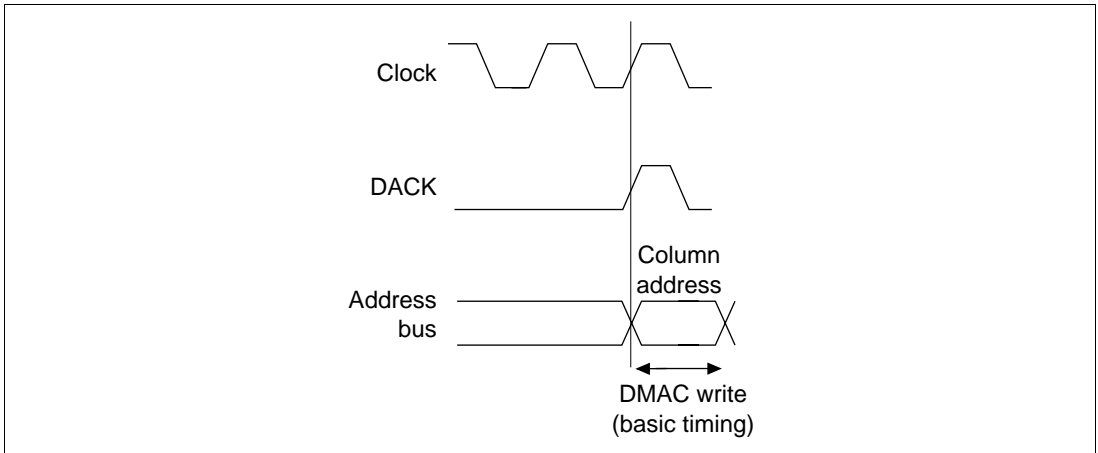 Clock
DACK
Column
address
Address
bus
DMAC write
(basic timing)